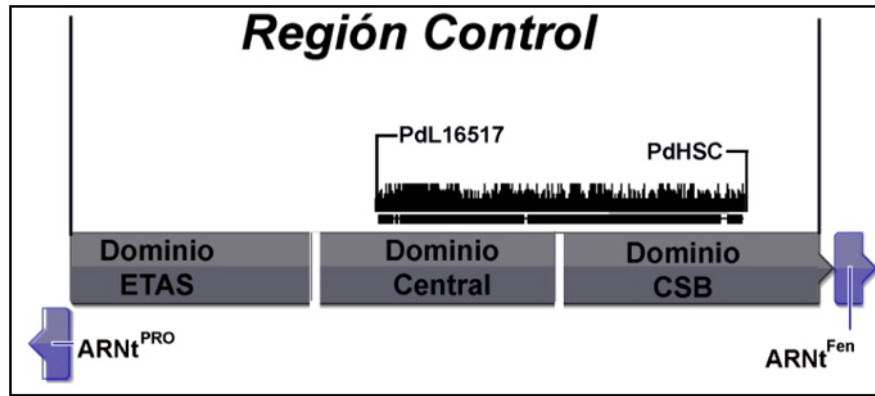 Región Control
PdL16517
PdHSC
Dominio
ETAS
Dominio
Central
Dominio
CSB
ARNt^PRO
ARNt^Fen